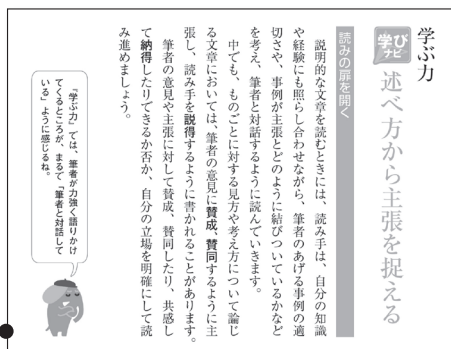 学ぶ力
学びナビ
述べ方から主張を捉える
読みの扉を開く
説明的な文章を読むときには、読み手は、自分の知識
や経験にも照らし合わせながら、筆者のあげる事例の適
切さや、事例が主張とどのように結びついているかなど
を考え、筆者と対話するように読んでいきます。
中でも、ものごとに対する見方や考え方について論じ
る文章においては、筆者の意見に賛成、賛同するように主
張し、読み手を説得するように書かれることがあります。
筆者の意見や主張に対して賛成、賛同したり、共感し
て納得したりできるか否か、自分の立場を明確にして読
み進めましょう。
「学ぶ力」では、筆者が力強く語りかけ
てくるところが、まるで「筆者と対話して
いる」ように感じるね。